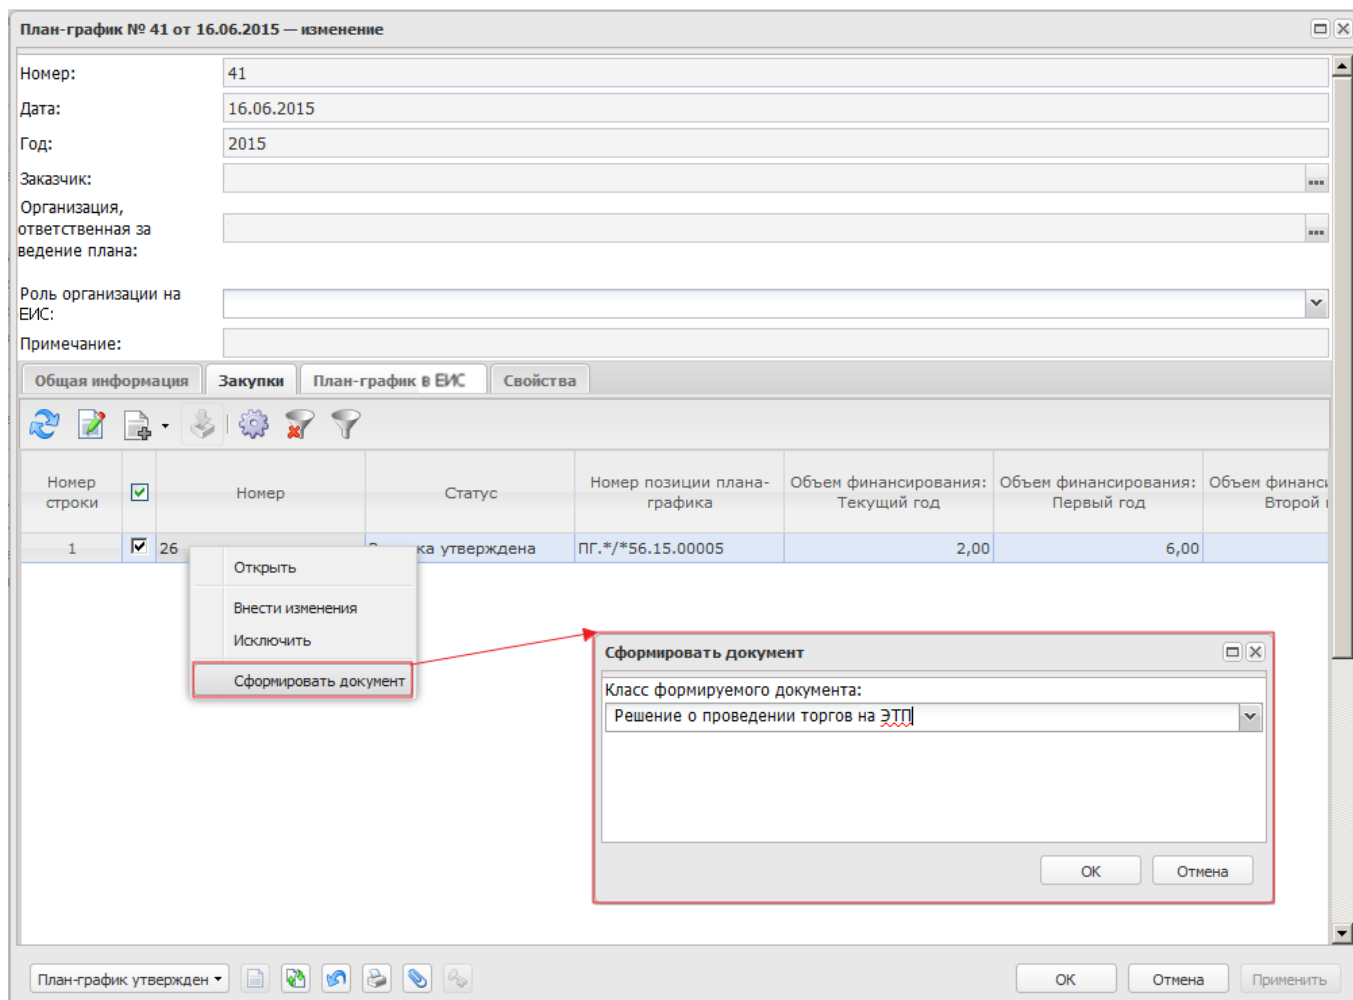 План-график № 41 от 16.06.2015 — изменение
Номер:
41
Дата:
16.06.2015
Год:
2015
Заказчик:
Организация,
ответственная за
ведение плана:
Роль организации на
ЕИС:
Примечание:
Общая информация
Закупки
План-график в ЕИС
Свойства
Номер
строки
Номер
Статус
Номер позиции плана-
графика
Объем финансирования:
Текущий год
Объем финансирования:
Первый год
Объем финанси
Второй
1
26
утверждена
ПГ.*/*56.15.00005
2,00
6,00
Открыть
Внести изменения
Исключить
Сформировать документ
Сформировать документ
Класс формируемого документа:
Решение о проведении торгов на ЭТП
ОК
Отмена
План-график утвержден
ОК
Отмена
Применить